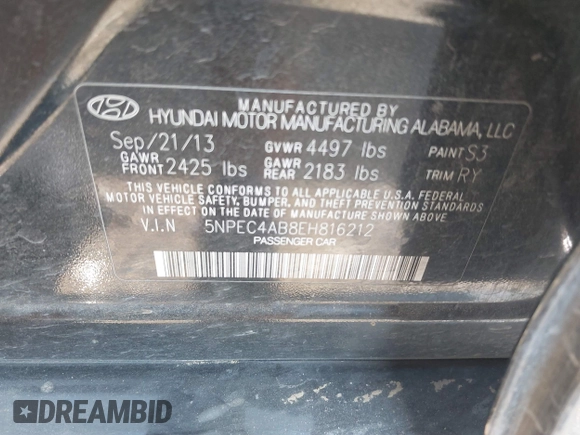 MANUFACTURED BY
HYUNDAI MOTOR MANUFACTURING ALABAMA, LLC
Sep/21/13 GVWR 4497 lbs PAINT S3
GAWR FRONT 2425 lbs GAWR REAR 2183 lbs TRIM RY
THIS VEHICLE CONFORMS TO ALL APPLICABLE U.S.A. FEDERAL
MOTOR VEHICLE SAFETY, BUMPER, AND THEFT PREVENTION STANDARDS
IN EFFECT ON THE DATE OF MANUFACTURE SHOWN ABOVE
V.I.N 5NPEC4AB8EH816212
PASSENGER CAR
DREAMBID